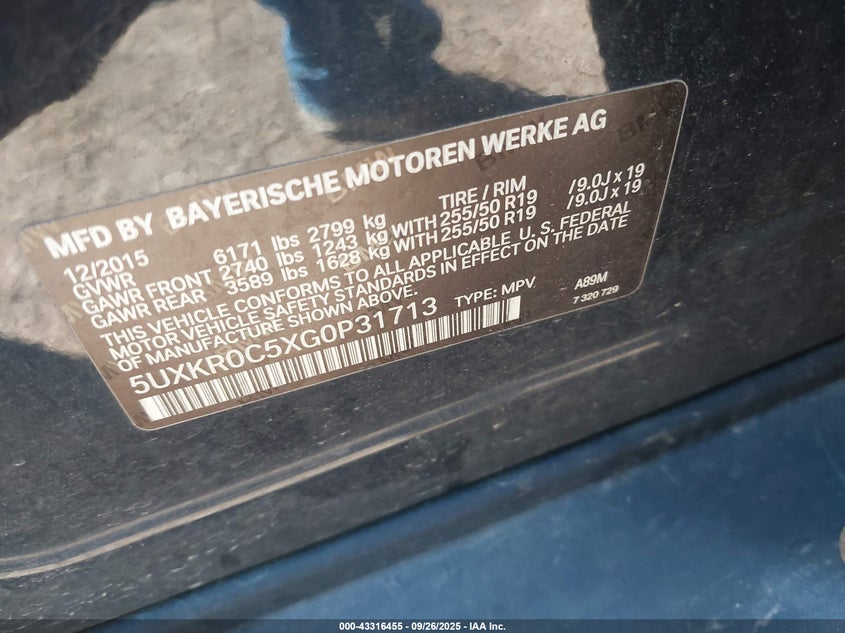 MFD BY BAYERISCHE MOTOREN WERKE AG
12/2015 TIRE / RIM
GVWR 6171 lbs 2799 kg
GAWR FRONT 2740 lbs 1243 kg WITH 255/50 R19 /9.0J x 19
GAWR REAR 3589 lbs 1628 kg WITH 255/50 R19 /9.0J x 19
THIS VEHICLE CONFORMS TO ALL APPLICABLE U. S. FEDERAL
MOTOR VEHICLE SAFETY STANDARDS IN EFFECT ON THE DATE
OF MANUFACTURE SHOWN ABOVE.
5UXKR0C5XG0P31713 TYPE: MPV A89M
7 320 729
000-43316455 - 09/26/2025 - IAA Inc.